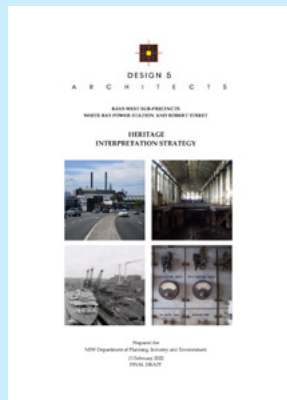 DESIGN 5
ARCHITECTS
BAYS WEST SUB-PRECINCTS
WHITE BAY POWER STATION AND ROBERT STREET
HERITAGE
INTERPRETATION STRATEGY
Prepared for
NSW Department of Planning, Industry and Environment
February 2022
FINAL DRAFT